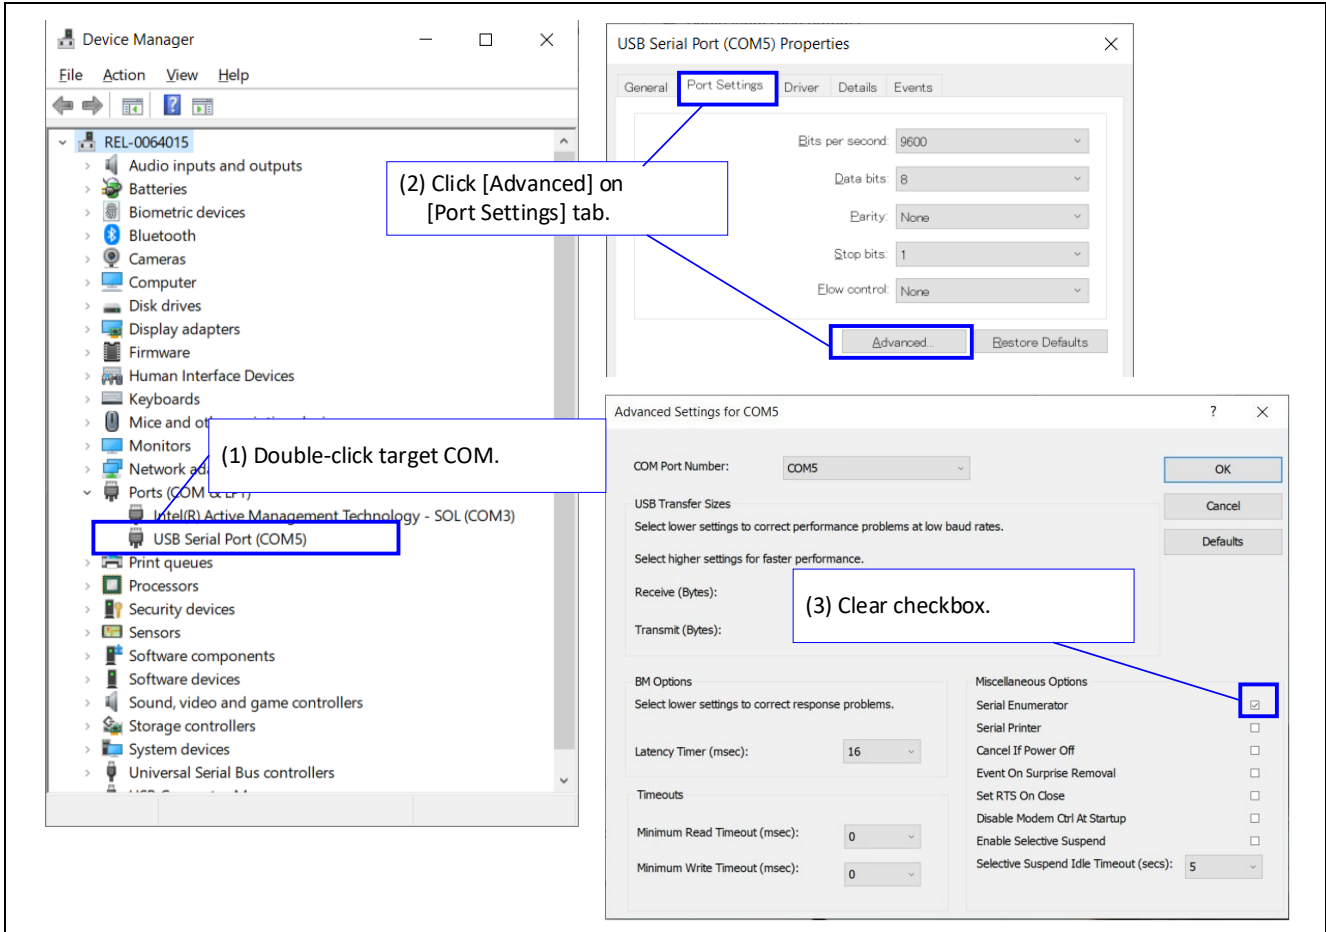 Device Manager
File Action View Help
REL-0064015
Audio inputs and outputs
Batteries
Biometric devices
Bluetooth
Cameras
Computer
Disk drives
Display adapters
Firmware
Human Interface Devices
Keyboards
Mice and ot
Monitors
Network ad
Ports (COM & LPT)
Intel(R) Active Management Technology - SOL (COM3)
USB Serial Port (COM5)
Print queues
Processors
Security devices
Sensors
Software components
Software devices
Sound, video and game controllers
Storage controllers
System devices
Universal Serial Bus controllers
(1) Double-click target COM.
USB Serial Port (COM5) Properties
General Port Settings Driver Details Events
Bits per second: 9600
Data bits: 8
Parity: None
Stop bits: 1
Flow control: None
Advanced... Restore Defaults
(2) Click [Advanced] on
[Port Settings] tab.
Advanced Settings for COM5 ?
COM Port Number: COM5
OK
Cancel
Defaults
USB Transfer Sizes
Select lower settings to correct performance problems at low baud rates.
Select higher settings for faster performance.
Receive (Bytes):
Transmit (Bytes):
(3) Clear checkbox.
BM Options
Select lower settings to correct response problems.
Latency Timer (msec): 16
Timeouts
Minimum Read Timeout (msec): 0
Minimum Write Timeout (msec): 0
Miscellaneous Options
Serial Enumerator
Serial Printer
Cancel If Power Off
Event On Surprise Removal
Set RTS On Close
Disable Modem Ctrl At Startup
Enable Selective Suspend
Selective Suspend Idle Timeout (secs): 5